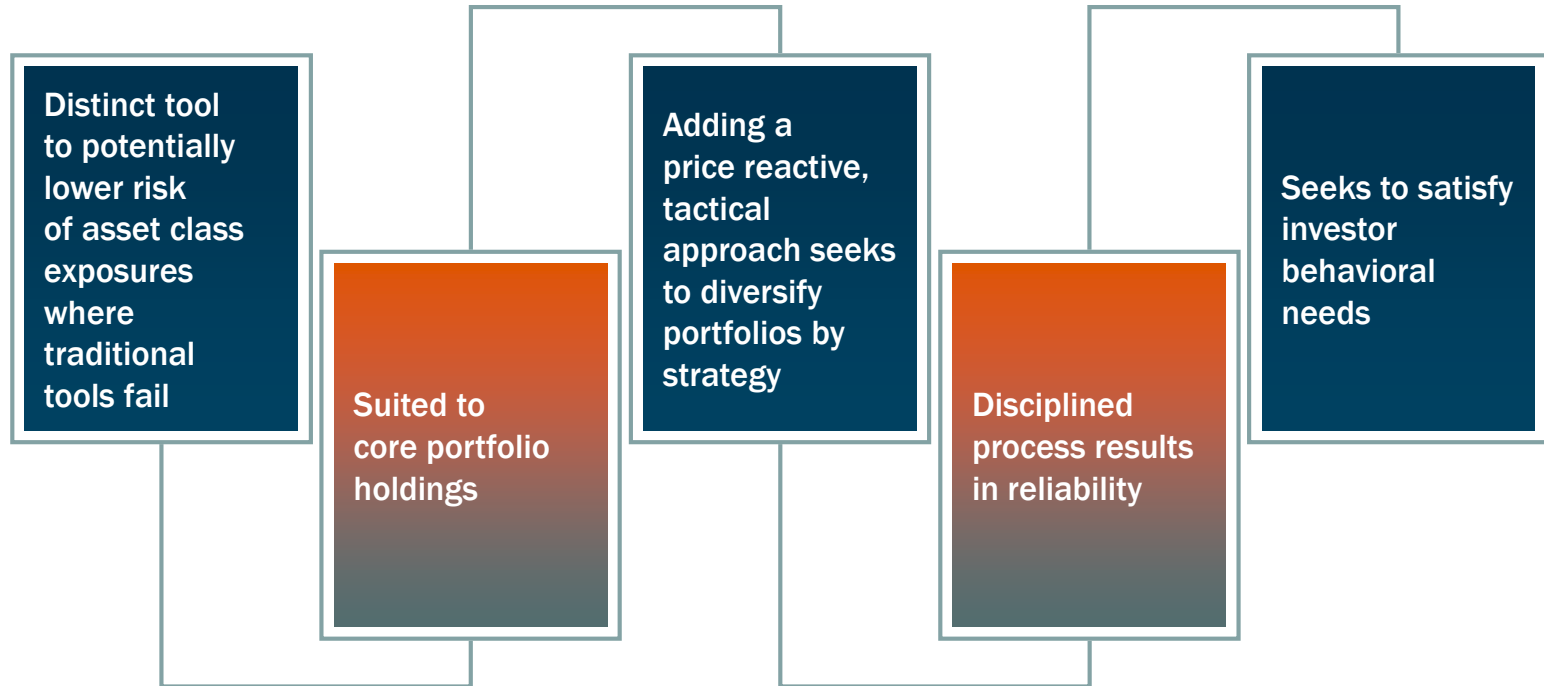 Distinct tool
to potentially
lower risk
of asset class
exposures
where
traditional
tools fail
Suited to
core portfolio
holdings
Adding a
price reactive,
tactical
approach seeks
to diversify
portfolios by
strategy
Disciplined
process results
in reliability
Seeks to satisfy
investor
behavioral
needs